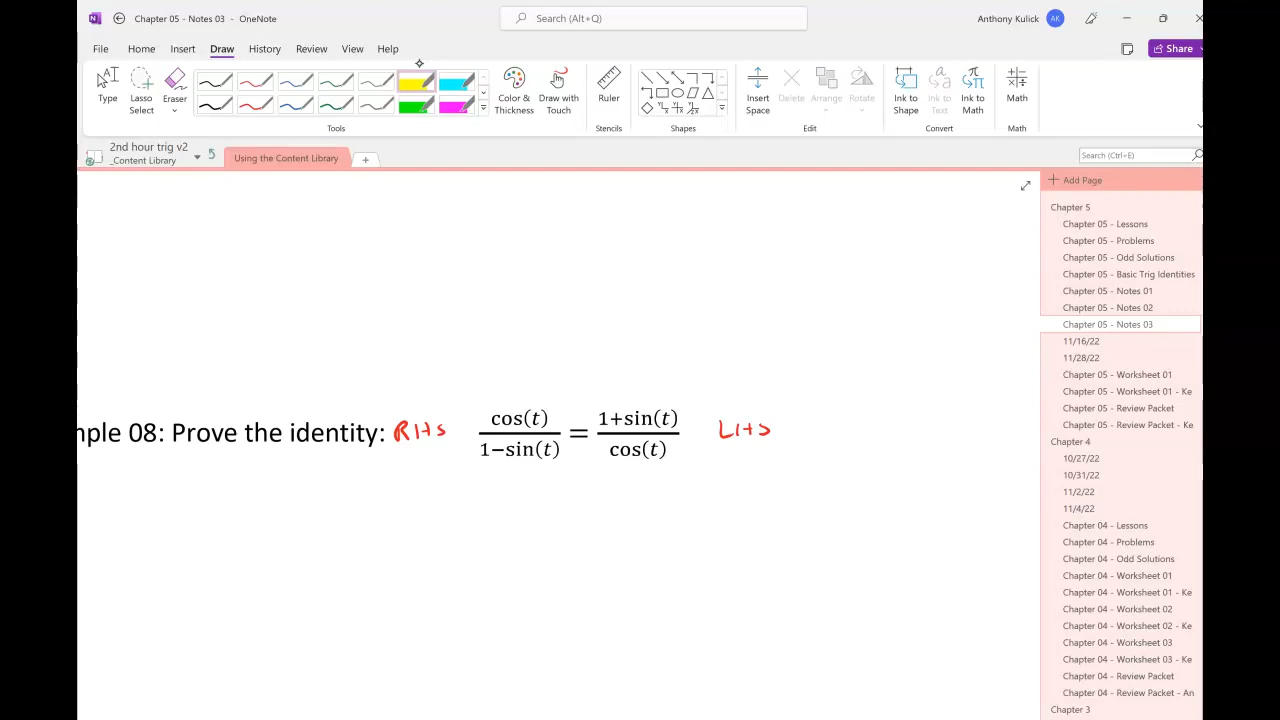 Chapter 05 - Notes 03 - OneNote
Search (Alt+Q)
Anthony Kulick AK
File Home Insert Draw History Review View Help
Share
Type
Lasso Select
Eraser
Color & Thickness
Draw with Touch
Ruler
Insert Space
Delete
Arrange
Rotate
Ink to Shape
Ink to Text
Ink to Math
Math
Tools Stencils Shapes Edit Convert Math
2nd hour trig v2
_Content Library
Using the Content Library
Search (Ctrl+E)
Add Page
Chapter 5
Chapter 05 - Lessons
Chapter 05 - Problems
Chapter 05 - Odd Solutions
Chapter 05 - Basic Trig Identities
Chapter 05 - Notes 01
Chapter 05 - Notes 02
Chapter 05 - Notes 03
11/16/22
11/28/22
Chapter 05 - Worksheet 01
Chapter 05 - Worksheet 01 - Ke
Chapter 05 - Review Packet
Chapter 05 - Review Packet - Ke
Chapter 4
10/27/22
10/31/22
11/2/22
11/4/22
Chapter 04 - Lessons
Chapter 04 - Problems
Chapter 04 - Odd Solutions
Chapter 04 - Worksheet 01
Chapter 04 - Worksheet 01 - Ke
Chapter 04 - Worksheet 02
Chapter 04 - Worksheet 02 - Ke
Chapter 04 - Worksheet 03
Chapter 04 - Worksheet 03 - Ke
Chapter 04 - Review Packet
Chapter 04 - Review Packet - An
Chapter 3
mple 08: Prove the identity: RHS cos(t)/1−sin(t) = 1+sin(t)/cos(t) LHS